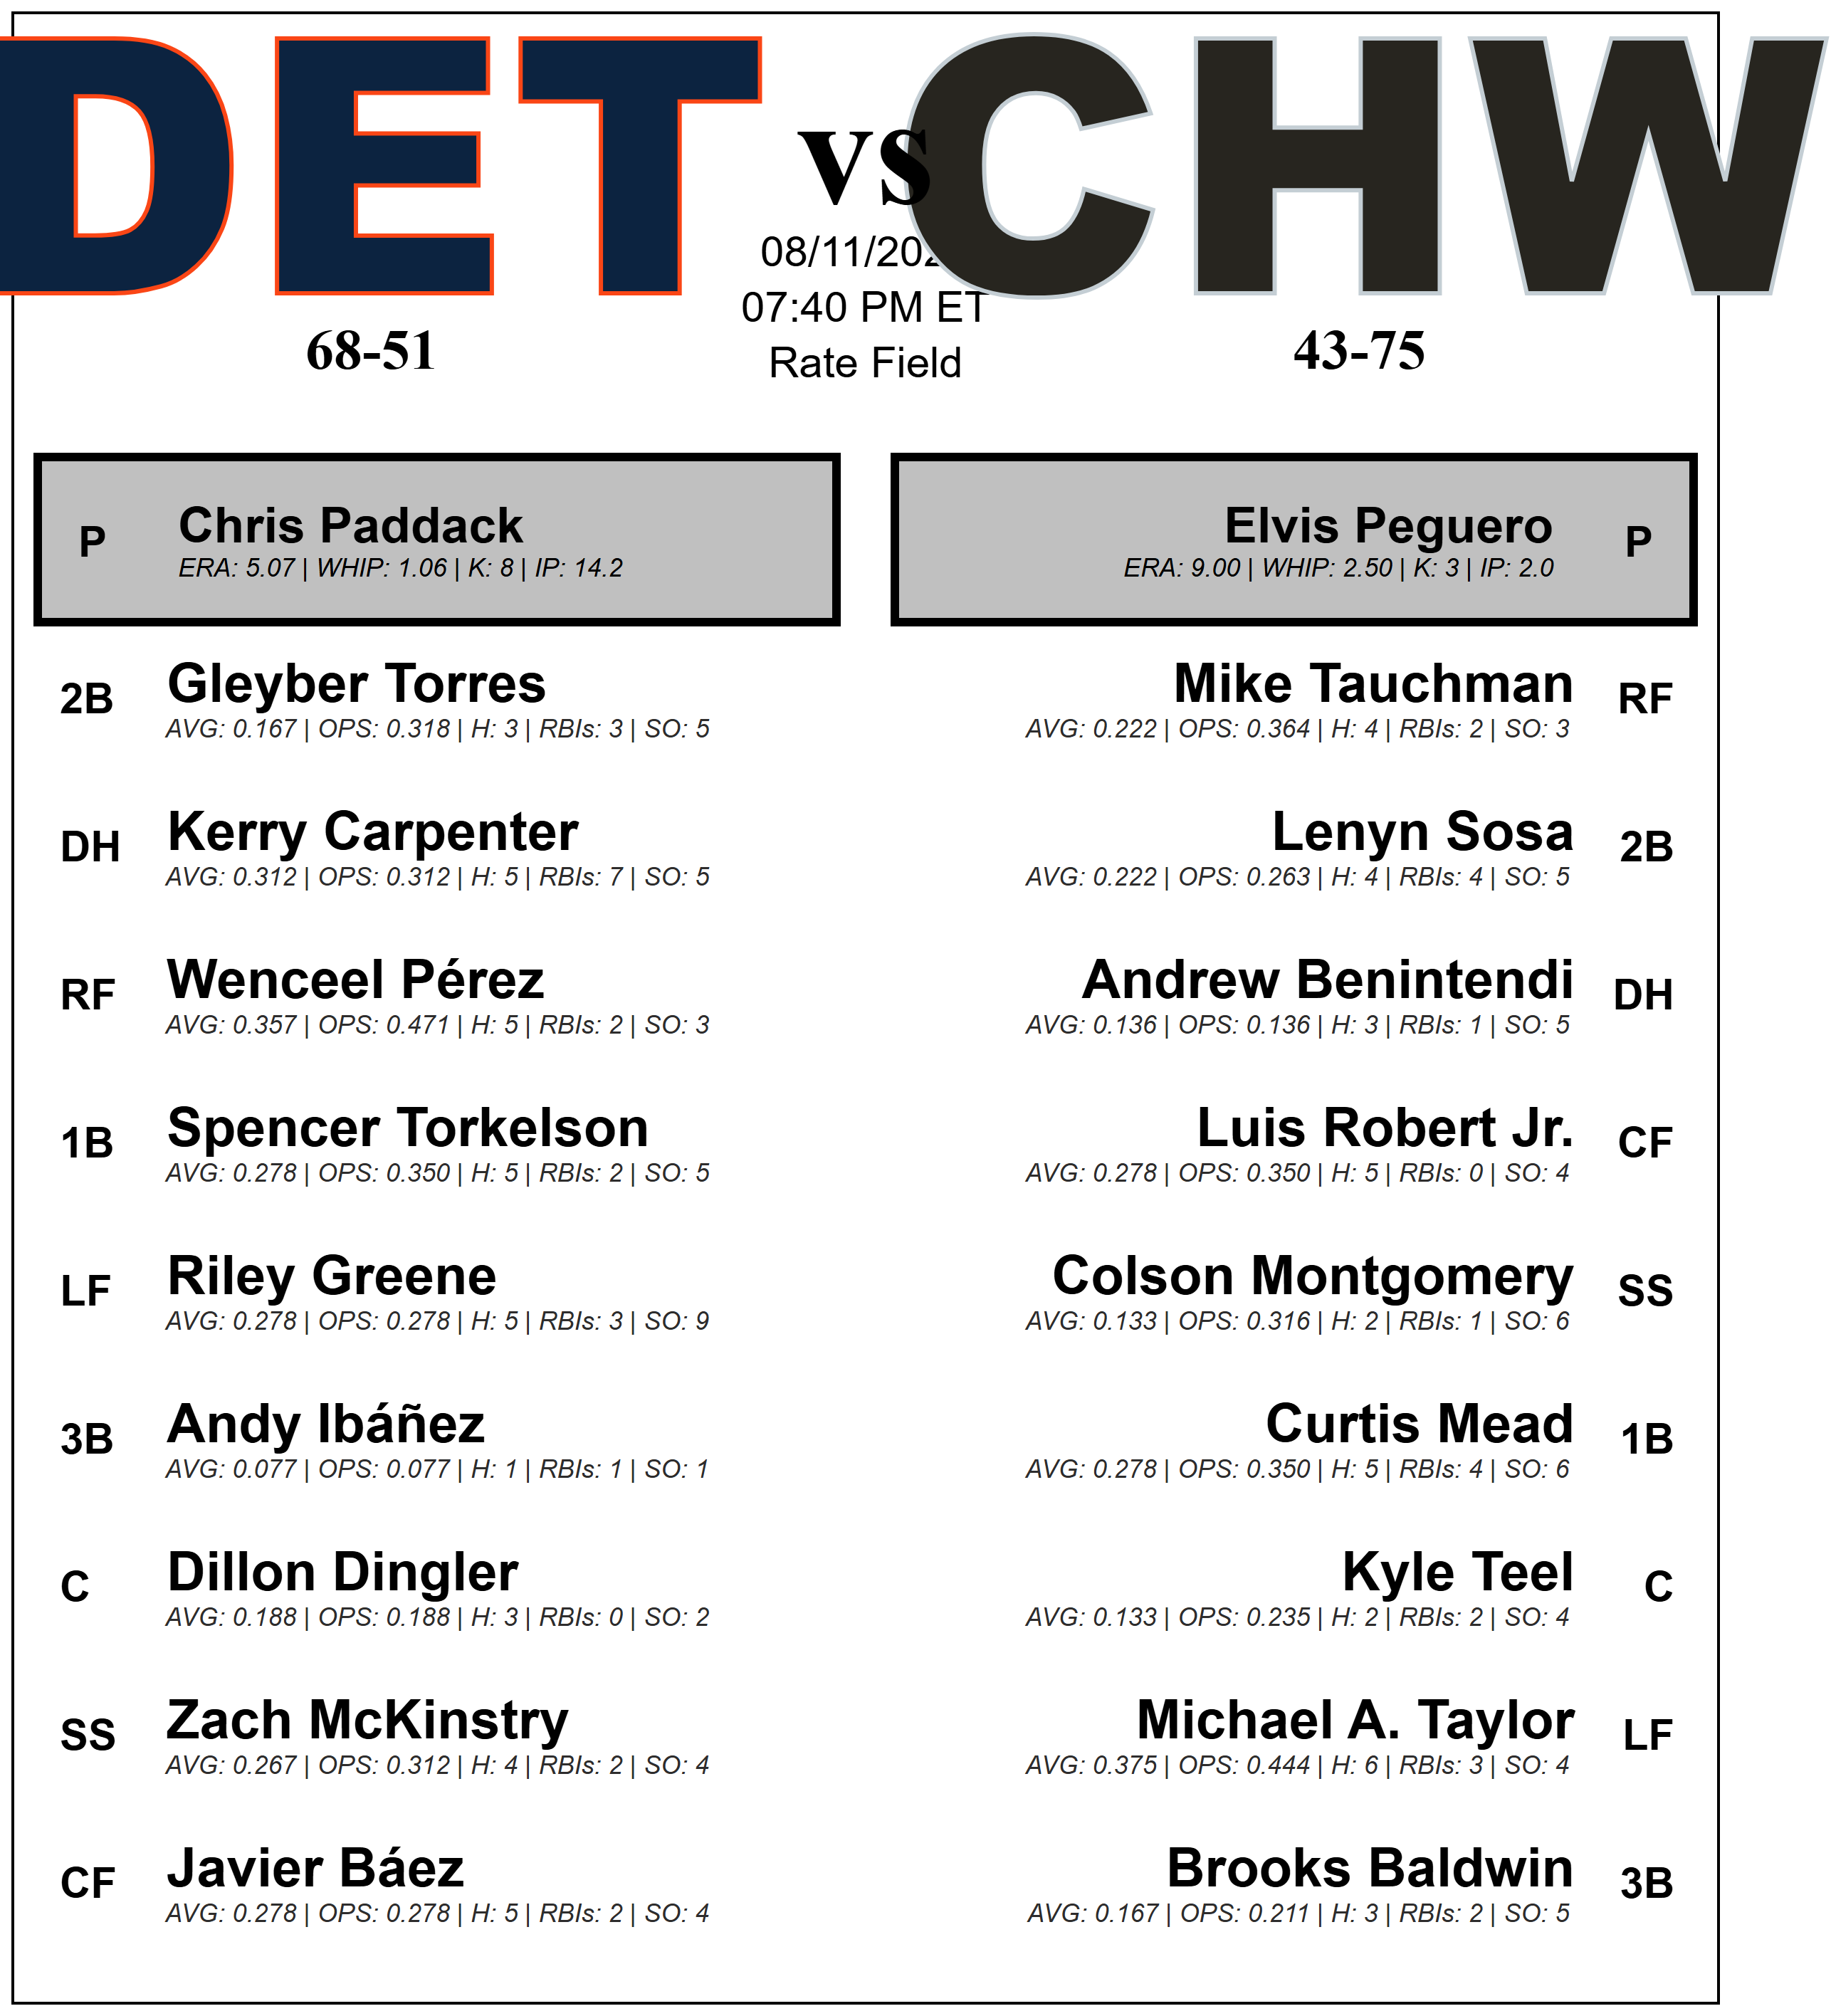 DET vs CHW
08/11/202
07:40 PM ET
Rate Field
68-51
43-75
P
Chris Paddack
ERA: 5.07 | WHIP: 1.06 | K: 8 | IP: 14.2
Elvis Peguero
P
ERA: 9.00 | WHIP: 2.50 | K: 3 | IP: 2.0
2B
Gleyber Torres
AVG: 0.167 | OPS: 0.318 | H: 3 | RBIs: 3 | SO: 5
Mike Tauchman
RF
AVG: 0.222 | OPS: 0.364 | H: 4 | RBIs: 2 | SO: 3
DH
Kerry Carpenter
AVG: 0.312 | OPS: 0.312 | H: 5 | RBIs: 7 | SO: 5
Lenyn Sosa
2B
AVG: 0.222 | OPS: 0.263 | H: 4 | RBIs: 4 | SO: 5
RF
Wenceel Pérez
AVG: 0.357 | OPS: 0.471 | H: 5 | RBIs: 2 | SO: 3
Andrew Benintendi
DH
AVG: 0.136 | OPS: 0.136 | H: 3 | RBIs: 1 | SO: 5
1B
Spencer Torkelson
AVG: 0.278 | OPS: 0.350 | H: 5 | RBIs: 2 | SO: 5
Luis Robert Jr.
CF
AVG: 0.278 | OPS: 0.350 | H: 5 | RBIs: 0 | SO: 4
LF
Riley Greene
AVG: 0.278 | OPS: 0.278 | H: 5 | RBIs: 3 | SO: 9
Colson Montgomery
SS
AVG: 0.133 | OPS: 0.316 | H: 2 | RBIs: 1 | SO: 6
3B
Andy Ibáñez
AVG: 0.077 | OPS: 0.077 | H: 1 | RBIs: 1 | SO: 1
Curtis Mead
1B
AVG: 0.278 | OPS: 0.350 | H: 5 | RBIs: 4 | SO: 6
C
Dillon Dingler
AVG: 0.188 | OPS: 0.188 | H: 3 | RBIs: 0 | SO: 2
Kyle Teel
C
AVG: 0.133 | OPS: 0.235 | H: 2 | RBIs: 2 | SO: 4
SS
Zach McKinstry
AVG: 0.267 | OPS: 0.312 | H: 4 | RBIs: 2 | SO: 4
Michael A. Taylor
LF
AVG: 0.375 | OPS: 0.444 | H: 6 | RBIs: 3 | SO: 4
CF
Javier Báez
AVG: 0.278 | OPS: 0.278 | H: 5 | RBIs: 2 | SO: 4
Brooks Baldwin
3B
AVG: 0.167 | OPS: 0.211 | H: 3 | RBIs: 2 | SO: 5